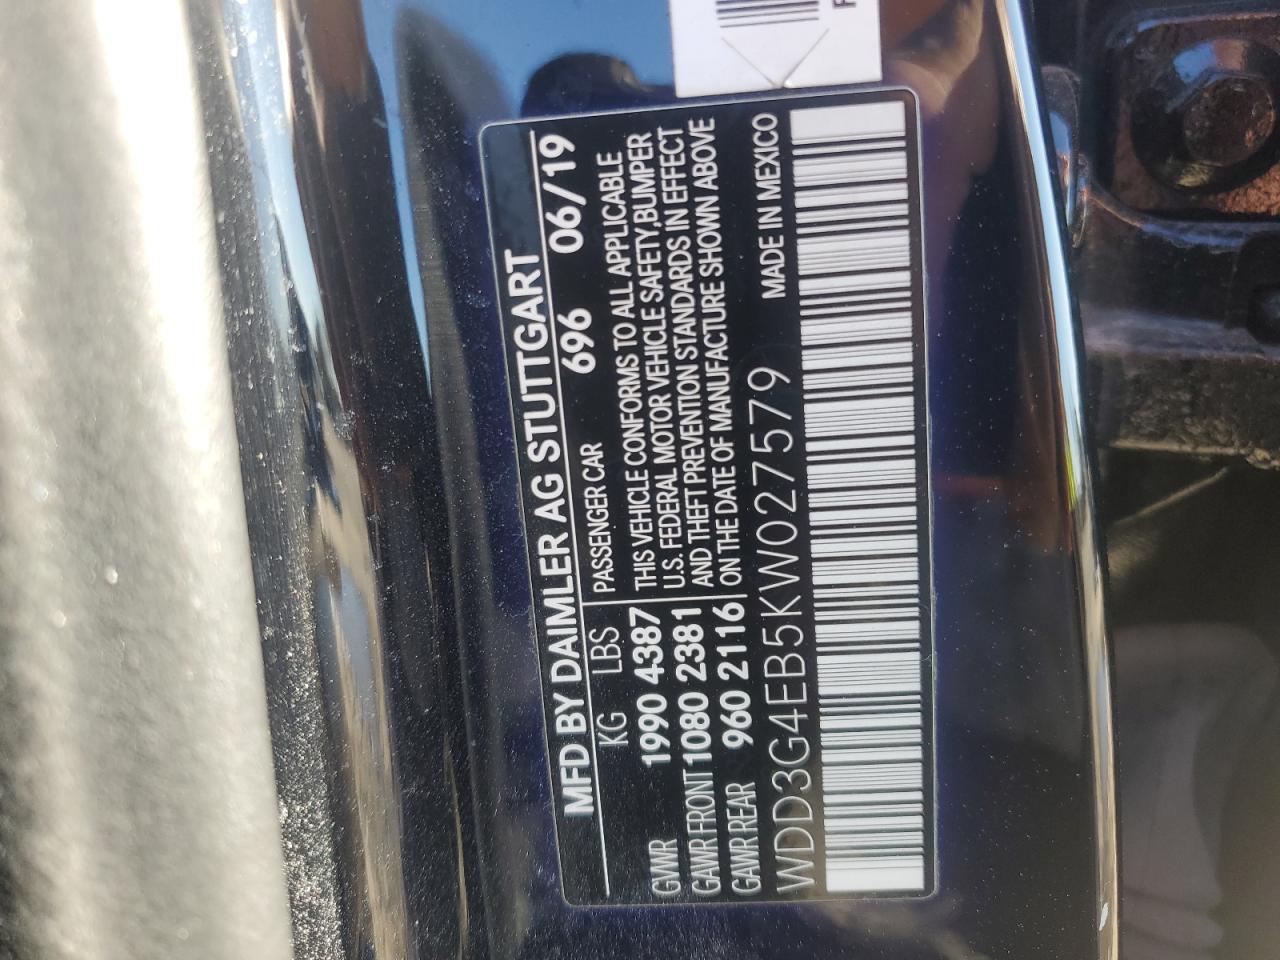 MFD BY DAIMLER AG STUTTGART
696 06/19
KG LBS
GVWR 1990 4387
GAWR FRONT 1080 2381
GAWR REAR 960 2116
PASSENGER CAR
THIS VEHICLE CONFORMS TO ALL APPLICABLE
U.S. FEDERAL MOTOR VEHICLE SAFETY,BUMPER
AND THEFT PREVENTION STANDARDS IN EFFECT
ON THE DATE OF MANUFACTURE SHOWN ABOVE
WDD3G4EB5KW027579 MADE IN MEXICO